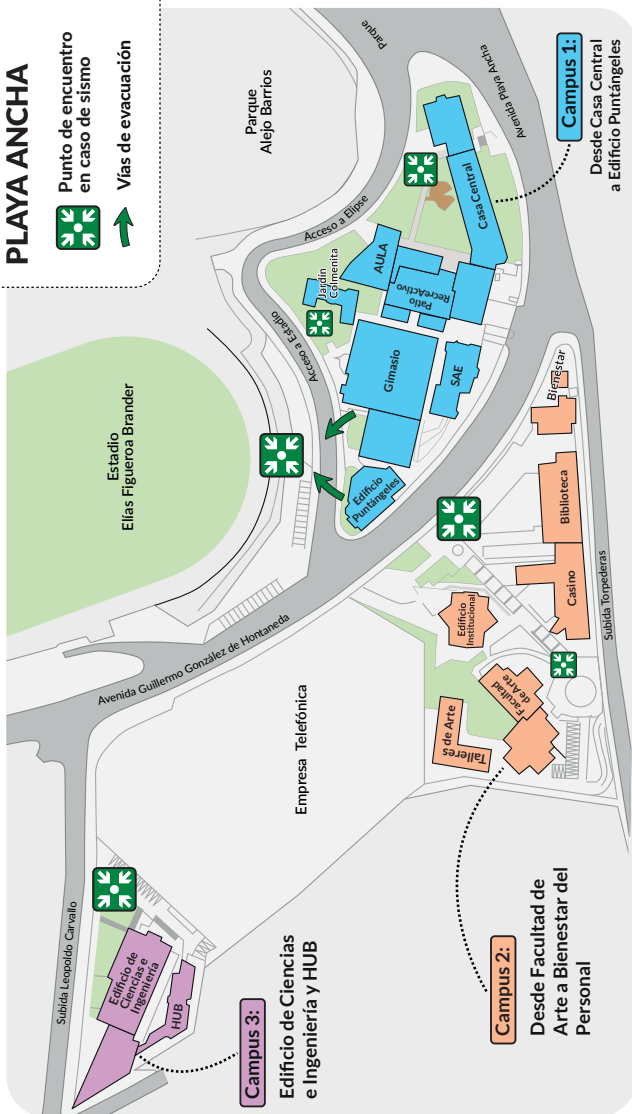 PLAYA ANCHA
Punto de encuentro
en caso de sismo
Vías de evacuación
Parque
Alejo Barrios
Parque
Avenida Playa Ancha
Campus 1:
Desde Casa Central
a Edificio Puntángeles
Acceso a Elipse
Casa Central
AULA
Patio
RecreActivo
Jardín
Colmenita
Acceso a Estadio
Gimasio
SAE
Edificio
Puntángeles
Estadio
Elías Figueroa Brander
Bienestar
Biblioteca
Casino
Subida Torpederas
Edificio
Institucional
Facultad
de Arte
Talleres
de Arte
Avenida Guillermo González de Hontaneda
Empresa Telefónica
Subida Leopoldo Carvallo
Edificio de
Ciencias e
Ingeniería
HUB
Campus 3:
Edificio de Ciencias
e Ingeniería y HUB
Campus 2:
Desde Facultad de
Arte a Bienestar del
Personal